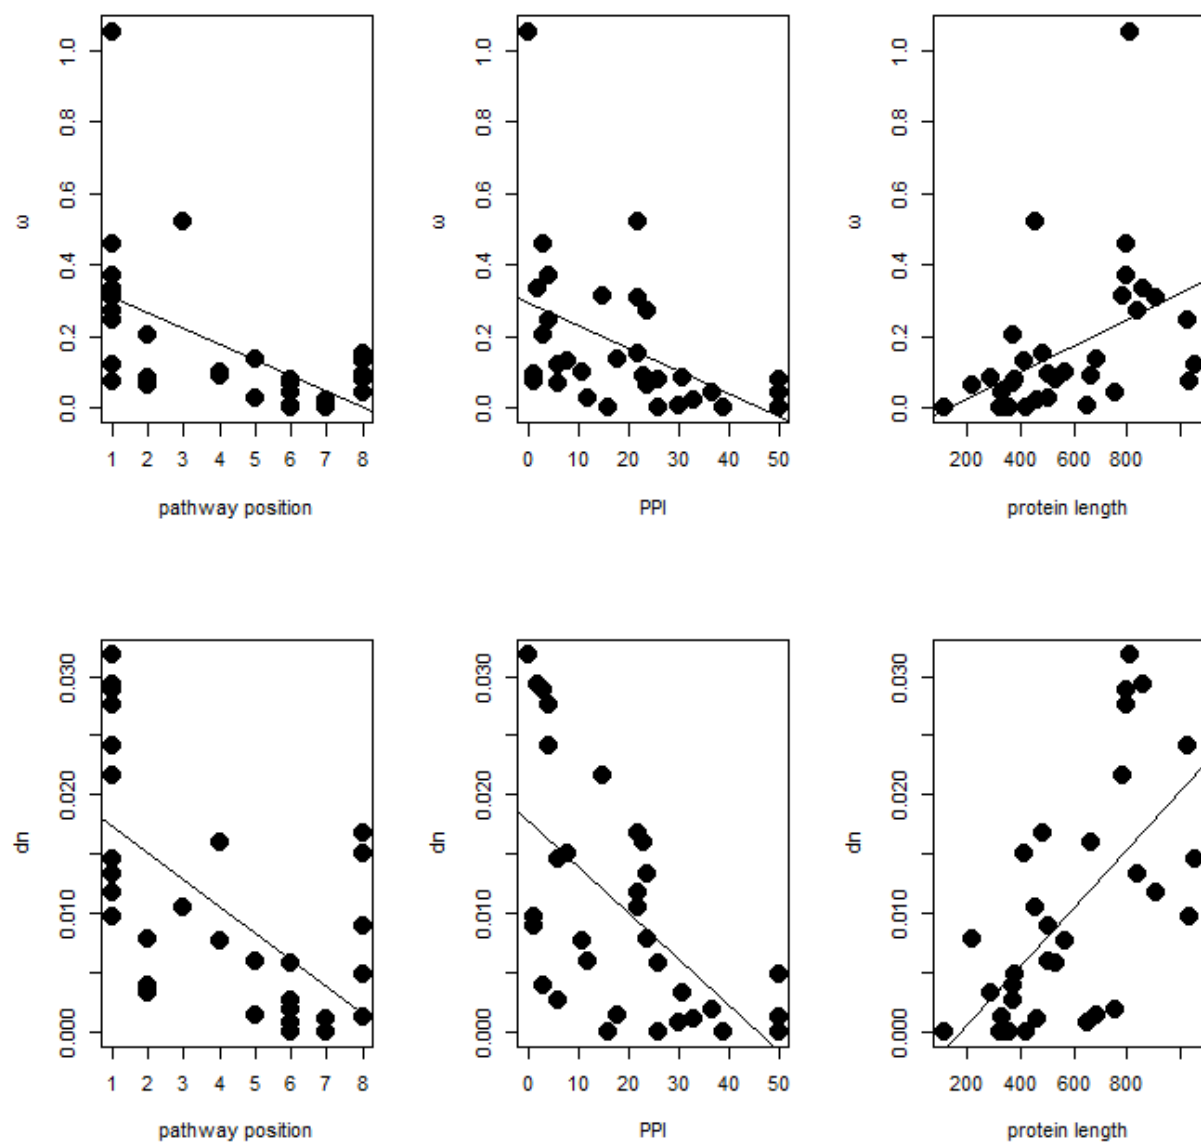 ω
0.0 0.2 0.4 0.6 0.8 1.0
1 2 3 4 5 6 7 8
pathway position
ω
0.0 0.2 0.4 0.6 0.8 1.0
0 10 20 30 40 50
PPI
ω
0.0 0.2 0.4 0.6 0.8 1.0
200 400 600 800
protein length
dn
0.000 0.010 0.020 0.030
1 2 3 4 5 6 7 8
pathway position
dn
0.000 0.010 0.020 0.030
0 10 20 30 40 50
PPI
dn
0.000 0.010 0.020 0.030
200 400 600 800
protein length